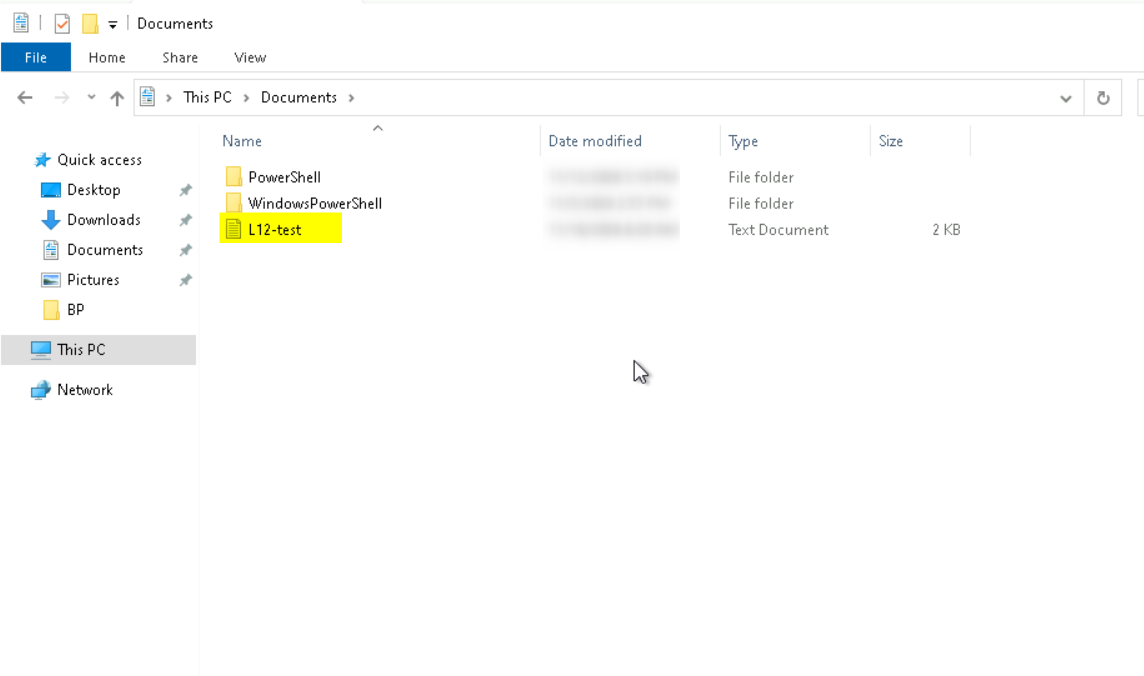 Documents
File Home Share View
This PC Documents
Name Date modified Type Size
Quick access
Desktop
Downloads
Documents
Pictures
BP
This PC
Network
PowerShell File folder
WindowsPowerShell File folder
L12-test Text Document 2 KB